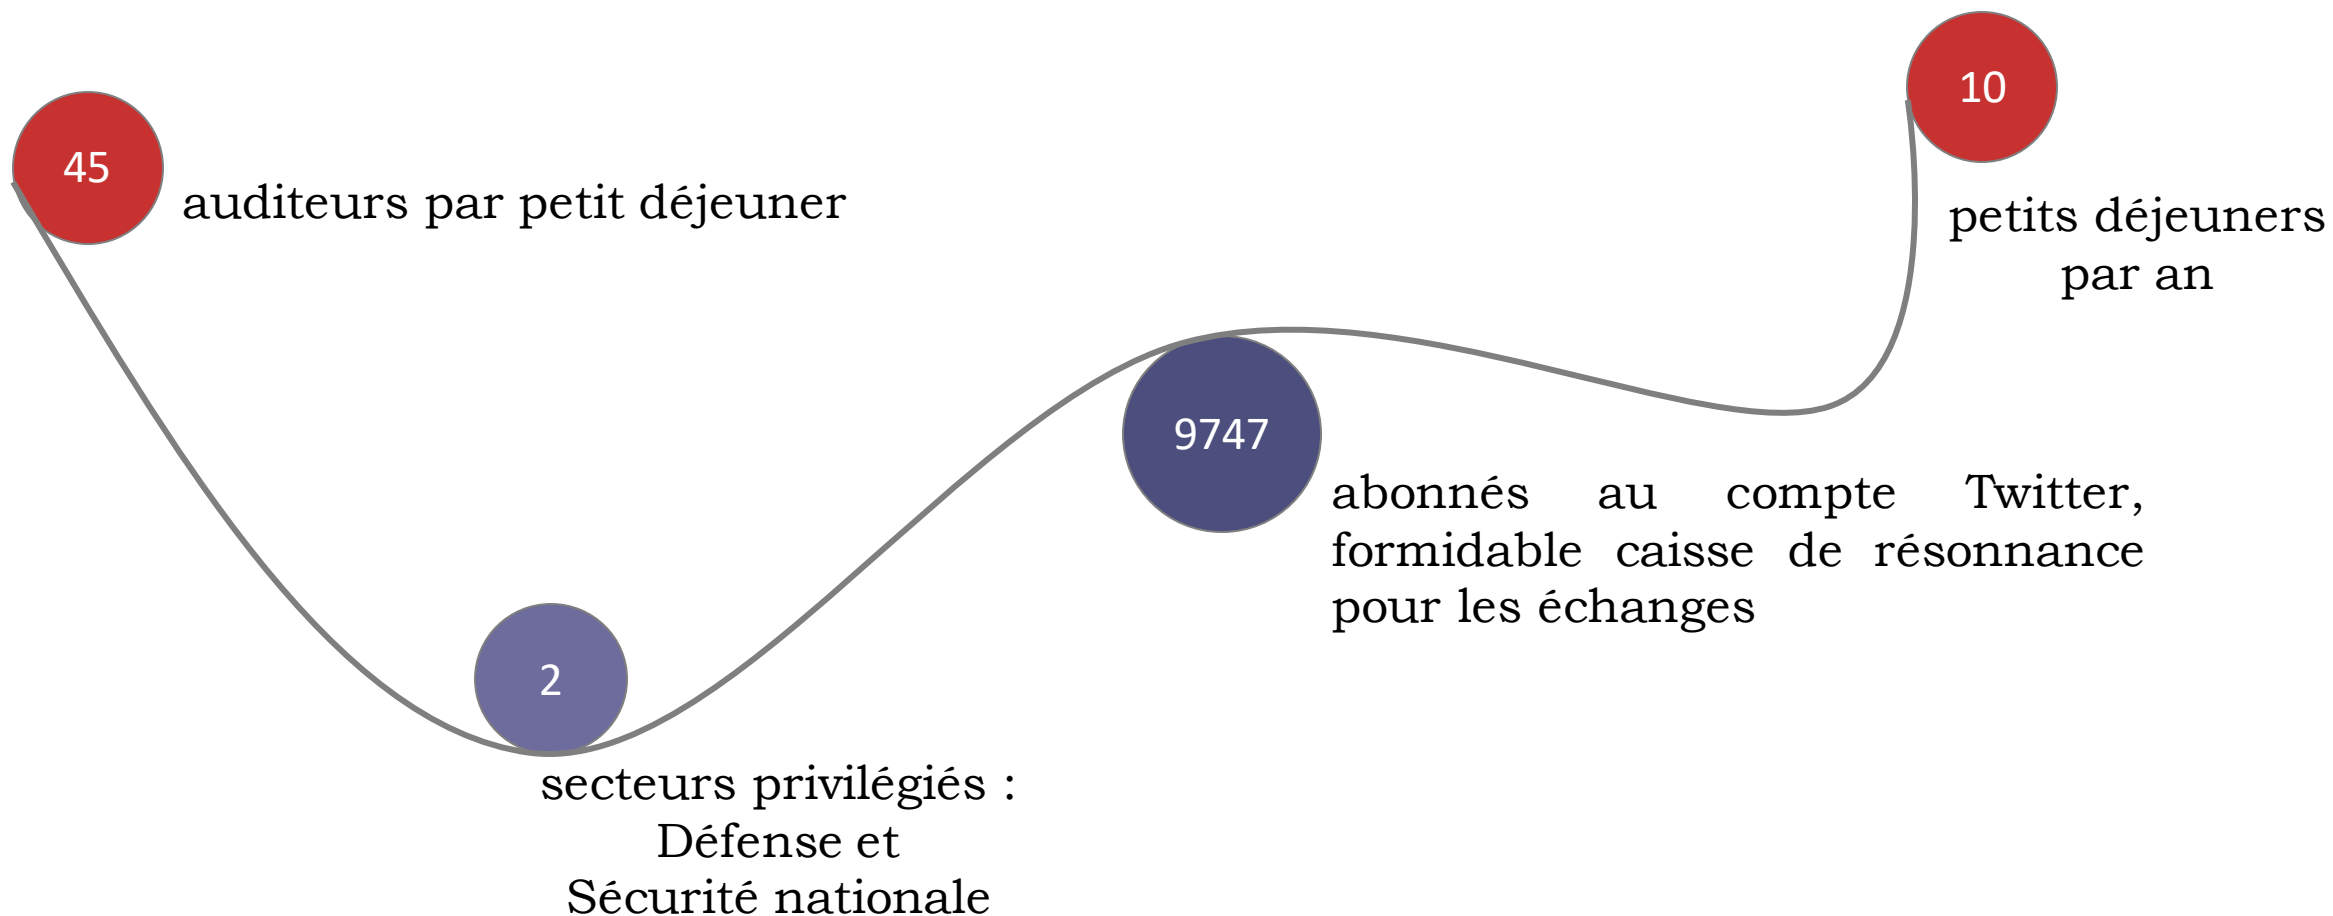 45
auditeurs par petit déjeuner
2
secteurs privilégiés :
Défense et
Sécurité nationale
9747
abonnés au compte Twitter,
formidable caisse de résonnance
pour les échanges
10
petits déjeuners
par an